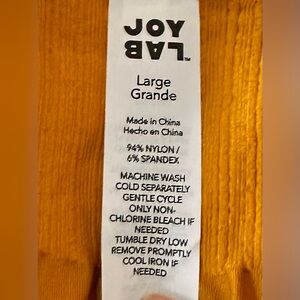 JOY
LAB™
Large
Grande
Made in China
Hecho en China
94% NYLON/
6% SPANDEX
MACHINE WASH
COLD SEPARATELY
GENTLE CYCLE
ONLY NON-
CHLORINE BLEACH IF
NEEDED
TUMBLE DRY LOW
REMOVE PROMPTLY
COOL IRON IF
NEEDED